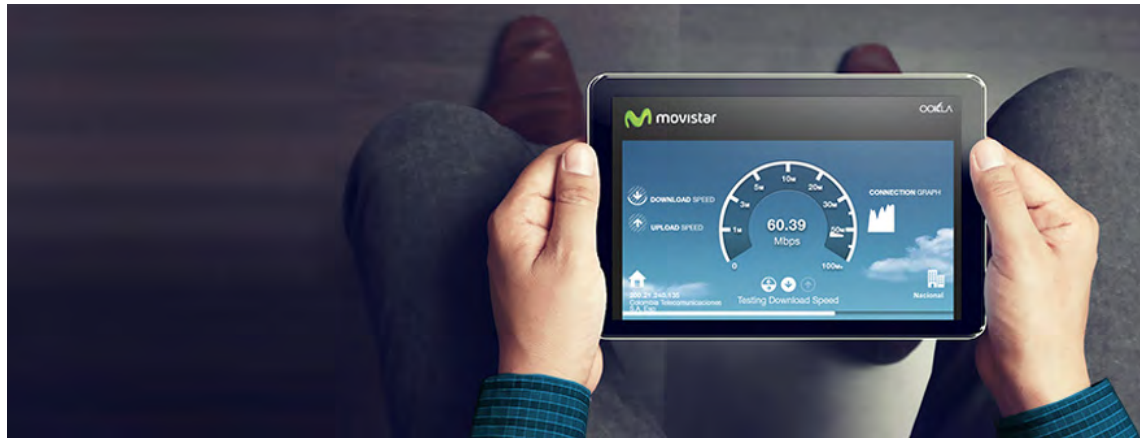 movistar
OOKLA
DOWNLOAD SPEED
UPLOAD SPEED
0
1M
3M
5M
10M
20M
30M
50M
100M+
60.39
Mbps
CONNECTION GRAPH
Colombia Telecomunicaciones
S.A. Esp
Testing Download Speed
Nacional